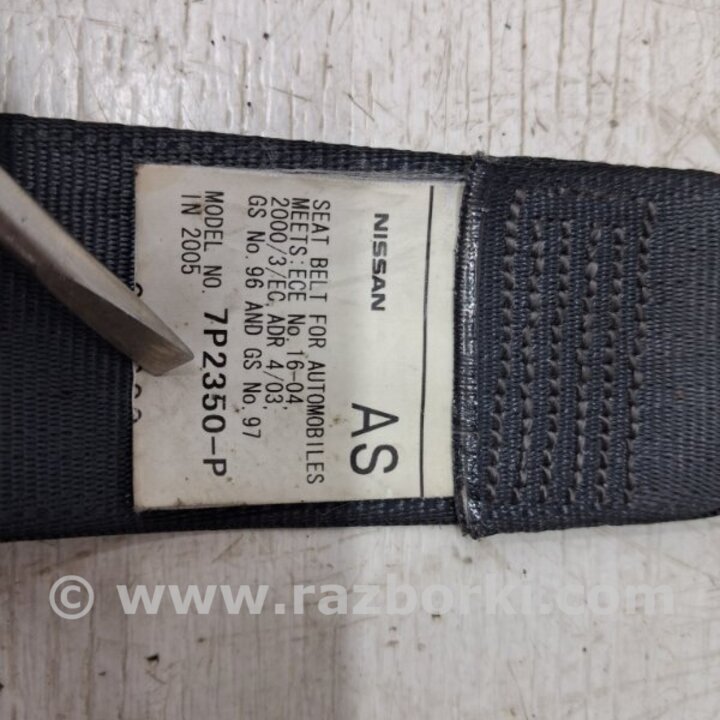 NISSAN
AS
SEAT BELT FOR AUTOMOBILES
MEETS ECE No. 16-04,
2000/3/EC, ADR 4/03,
GS No. 96 AND GS No. 97
MODEL NO. 7P2350-P
IN 2005
© www.razborki.com